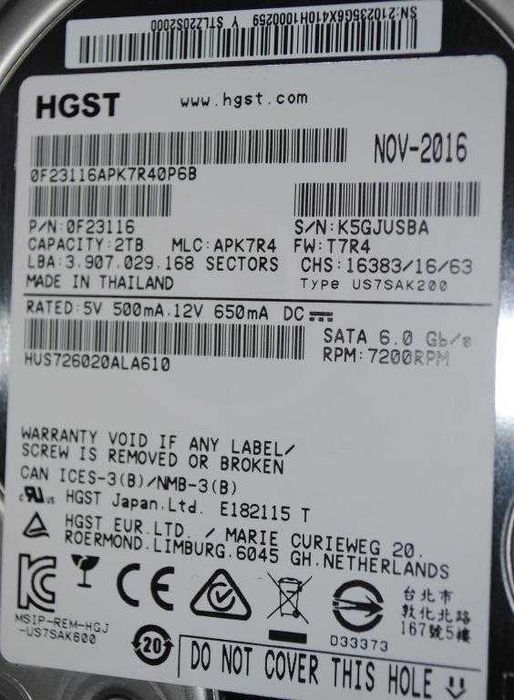 SN:210235G6X410H1000259
Y STLZ20S2000
HGST www.hgst.com
NOV-2016
0F23116APK7R40P6B
P/N:0F23116 S/N:K5GJUSBA
CAPACITY:2TB MLC:APK7R4 FW:T7R4
LBA:3.907.029.168 SECTORS CHS:16383/16/63
MADE IN THAILAND Type US7SAK200
RATED:5V 500mA.12V 650mA DC
SATA 6.0 Gb/s
RPM:7200RPM
HUS726020ALA610
WARRANTY VOID IF ANY LABEL/
SCREW IS REMOVED OR BROKEN
CAN ICES-3(B)/NMB-3(B)
c RU us HGST Japan.Ltd. E182115 T
HGST EUR.LTD. / MARIE CURIEWEG 20.
ROERMOND.LIMBURG.6045 GH.NETHERLANDS
MSIP-REM-HGJ
-US7SAK600
20
D33373
台北市
敦化北路
167號5樓
DO NOT COVER THIS HOLE